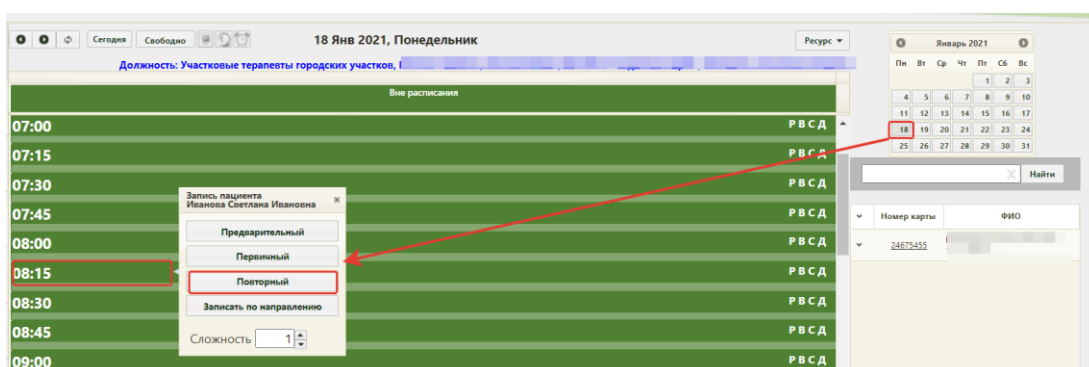 Сегодня Свободно 18 Янв 2021, Понедельник Ресурс
Должность: Участковые терапевты городских участков,
Вне расписания
07:00 Р В С Д
07:15 Р В С Д
07:30 Р В С Д
07:45 Р В С Д
08:00 Р В С Д
08:15 Р В С Д
08:30 Р В С Д
08:45 Р В С Д
09:00 Р В С Д
Запись пациента
Иванова Светлана Ивановна
Предварительный
Первичный
Повторный
Записать по направлению
Сложность 1
Январь 2021
Пн Вт Ср Чт Пт Сб Вс
1 2 3
4 5 6 7 8 9 10
11 12 13 14 15 16 17
18 19 20 21 22 23 24
25 26 27 28 29 30 31
X Найти
Номер карты ФИО
24675455